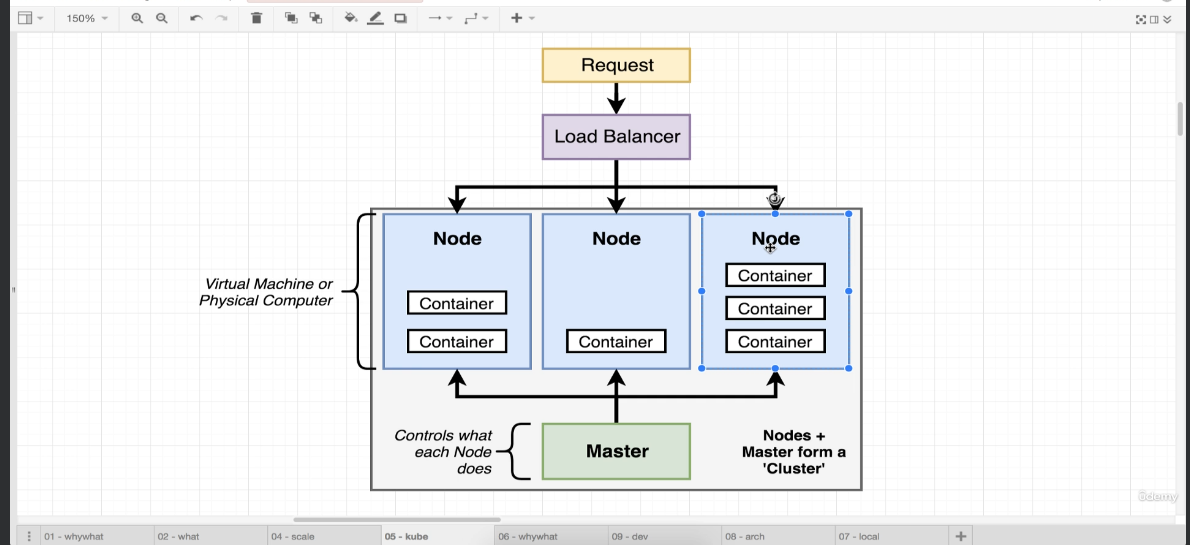 150%
Request
Load Balancer
Node
Node
Node
Container
Container
Container
Container
Container
Container
Virtual Machine or
Physical Computer
Controls what
each Node
does
Master
Nodes +
Master form a
'Cluster'
ûdemy
01 - whywhat
02 - what
04 - scale
05 - kube
06 - whywhat
09 - dev
08 - arch
07 - local